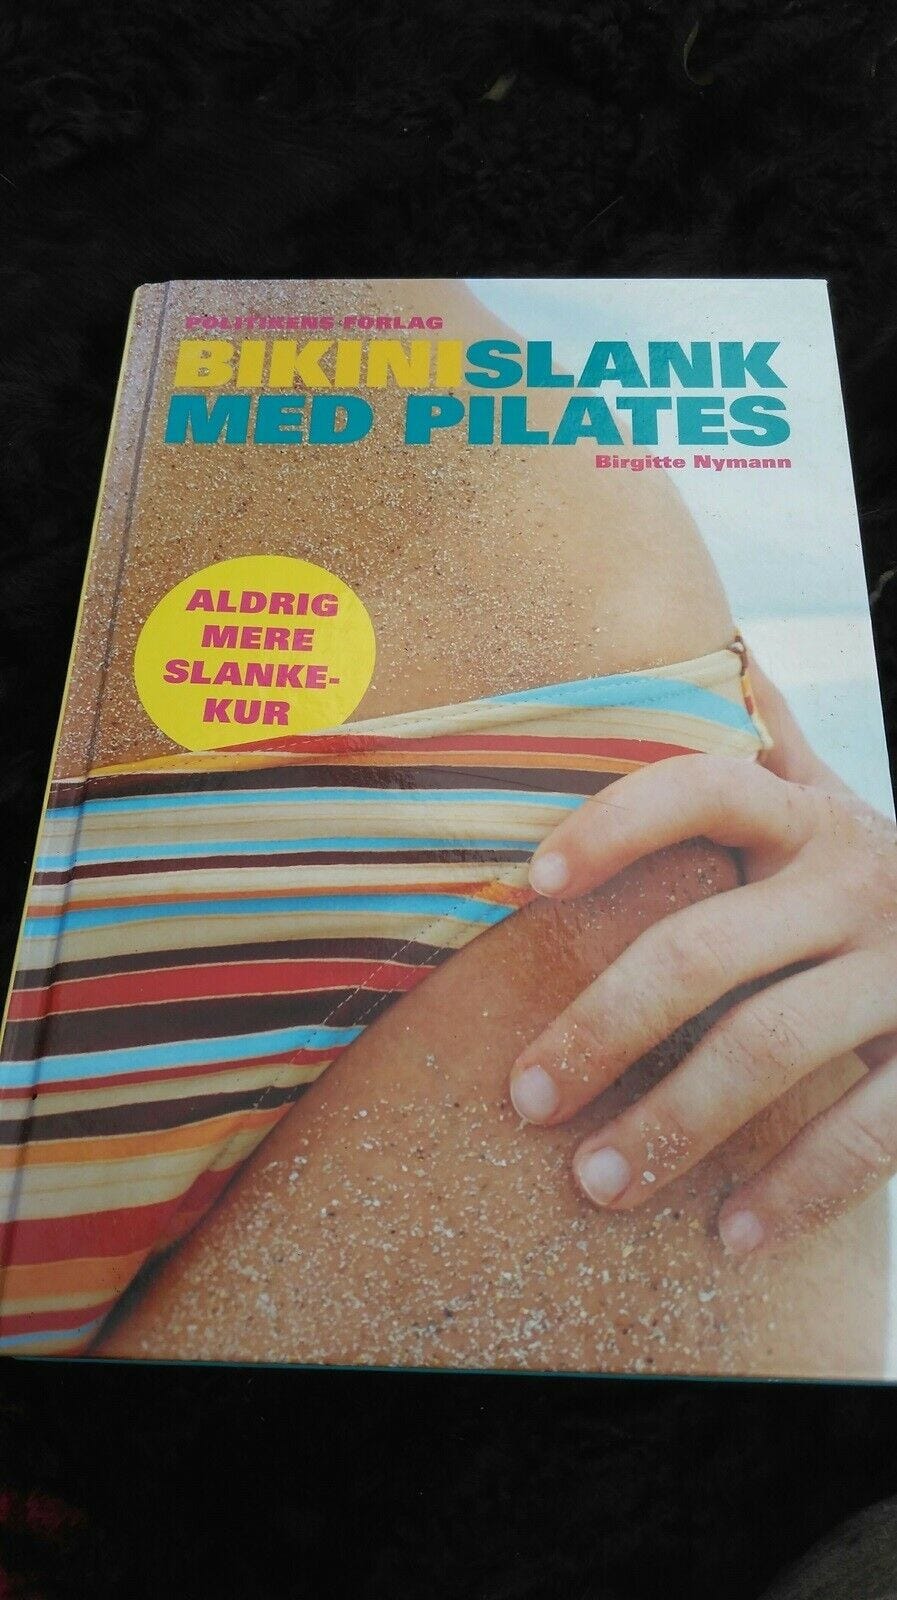 POLITIKENS FORLAG
BIKINISLANK
MED PILATES
Birgitte Nymann
ALDRIG
MERE
SLANKE-
KUR